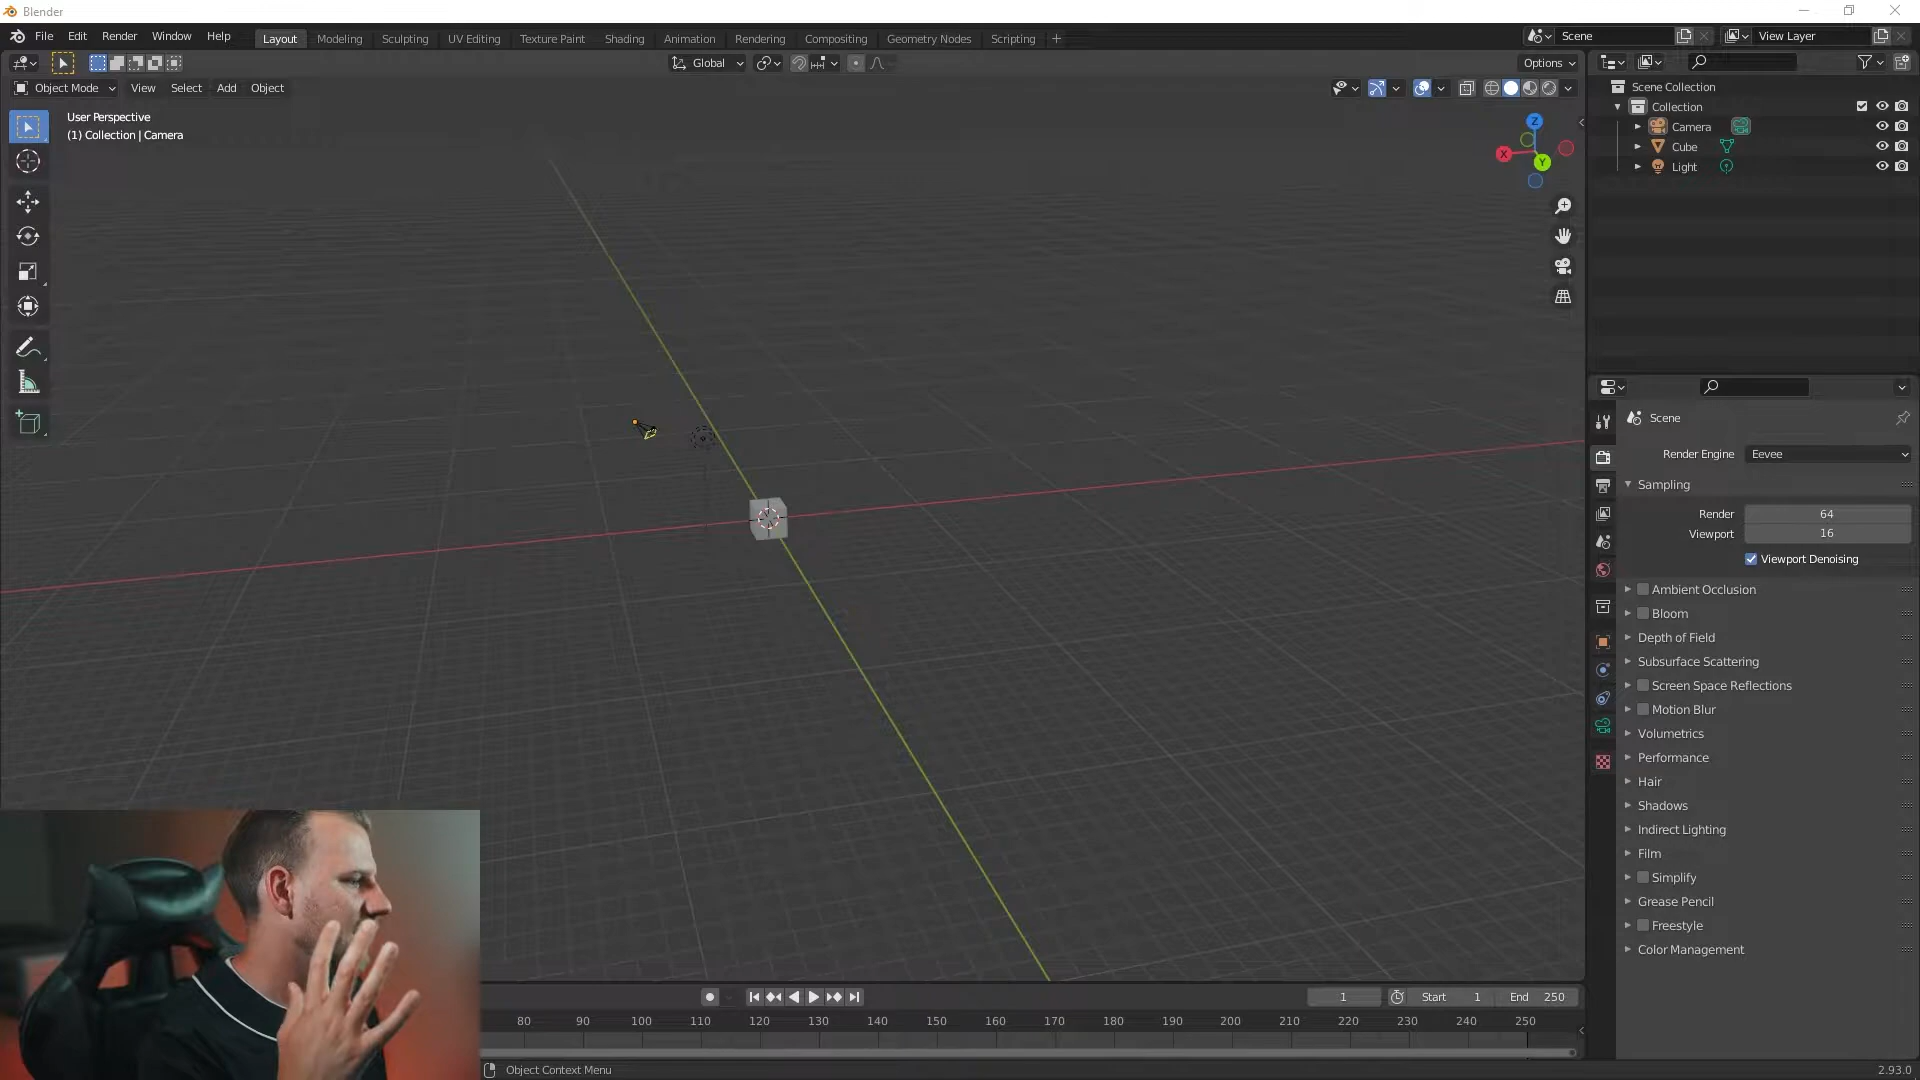 Blender
File Edit Render Window Help Layout Modeling Sculpting UV Editing Texture Paint Shading Animation Rendering Compositing Geometry Nodes Scripting + Scene View Layer
Global Options
Object Mode View Select Add Object
User Perspective
(1) Collection | Camera
Z
X
Y
Scene Collection
Collection
Camera
Cube
Light
Scene
Render Engine Eevee
Sampling
Render 64
Viewport 16
Viewport Denoising
Ambient Occlusion
Bloom
Depth of Field
Subsurface Scattering
Screen Space Reflections
Motion Blur
Volumetrics
Performance
Hair
Shadows
Indirect Lighting
Film
Simplify
Grease Pencil
Freestyle
Color Management
1 Start 1 End 250
80 90 100 110 120 130 140 150 160 170 180 190 200 210 220 230 240 250
Object Context Menu
2.93.0